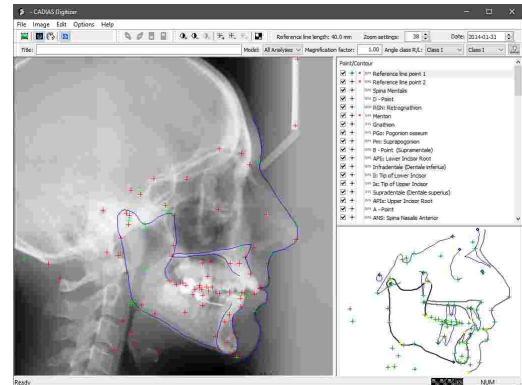 - CADIAS Digitizer
File Image Edit Options Help
Reference line length: 40.0 mm Zoom settings: 38 Date: 2014-01-31
Title: Model: All Analyses Magnification factor: 1.00 Angle class R/L: Class I Class I
Point/Contour
Reference line point 1
Reference line point 2
Spina Mentalis
D - Point
RGN: Retrognathion
Menton
Gnathion
PGo: Pogonion osseum
Pm: Suprapogonion
B - Point (Supramentale)
APIi: Lower Incisor Root
Infradentale (Dentale inferius)
Ii: Tip of Lower Incisor
Is: Tip of Upper Incisor
Supradentale (Dentale superius)
APIs: Upper Incisor Root
A - Point
ANS: Spina Nasalis Anterior
Ready NUM